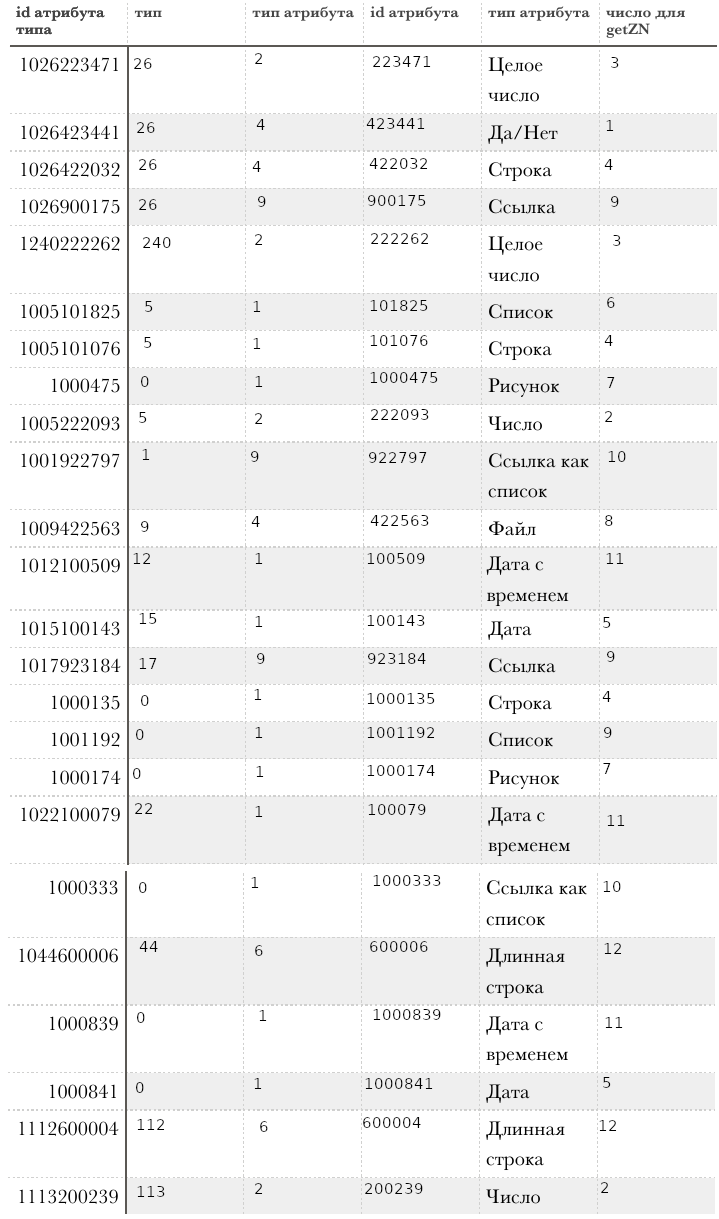 id атрибута типа тип тип атрибута id атрибута тип атрибута число для getZN
1026223471 26 2 223471 Целое число 3
1026423441 26 4 423441 Да/Нет 1
1026422032 26 4 422032 Строка 4
1026900175 26 9 900175 Ссылка 9
1240222262 240 2 222262 Целое число 3
1005101825 5 1 101825 Список 6
1005101076 5 1 101076 Строка 4
1000475 0 1 1000475 Рисунок 7
1005222093 5 2 222093 Число 2
1001922797 1 9 922797 Ссылка как список 10
1009422563 9 4 422563 Файл 8
1012100509 12 1 100509 Дата с временем 11
1015100143 15 1 100143 Дата 5
1017923184 17 9 923184 Ссылка 9
1000135 0 1 1000135 Строка 4
1001192 0 1 1001192 Список 9
1000174 0 1 1000174 Рисунок 7
1022100079 22 1 100079 Дата с временем 11
1000333 0 1 1000333 Ссылка как список 10
1044600006 44 6 600006 Длинная строка 12
1000839 0 1 1000839 Дата с временем 11
1000841 0 1 1000841 Дата 5
1112600004 112 6 600004 Длинная строка 12
1113200239 113 2 200239 Число 2